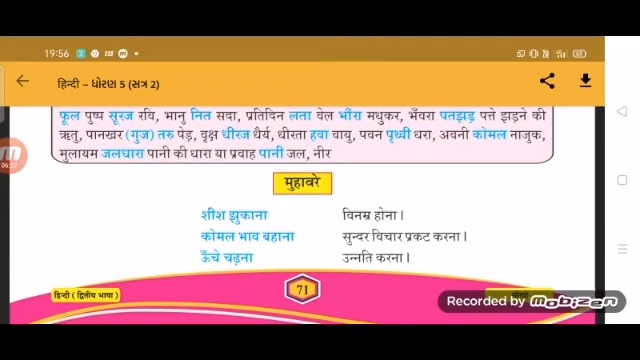 19:56
हिन्दी – ધોરણ 5 (સત્ર 2)
फूल पुष्प सूरज रवि, भानु नित सदा, प्रतिदिन लता वेल भौंरा मधुकर, भँवरा पतझड़ पत्ते झड़ने की
ऋतु, पानखर (गुज) तरु पेड़, वृक्ष धीरज धैर्य, धीरता हवा वायु, पवन पृथ्वी धरा, अवनी कोमल नाजुक,
मुलायम जलधारा पानी की धारा या प्रवाह पानी जल, नीर
मुहावरे
शीश झुकाना विनम्र होना।
कोमल भाव बहाना सुन्दर विचार प्रकट करना।
ऊँचे चढ़ना उन्नति करना।
हिन्दी ( द्वितीय भाषा )
71
Recorded by Mobizen